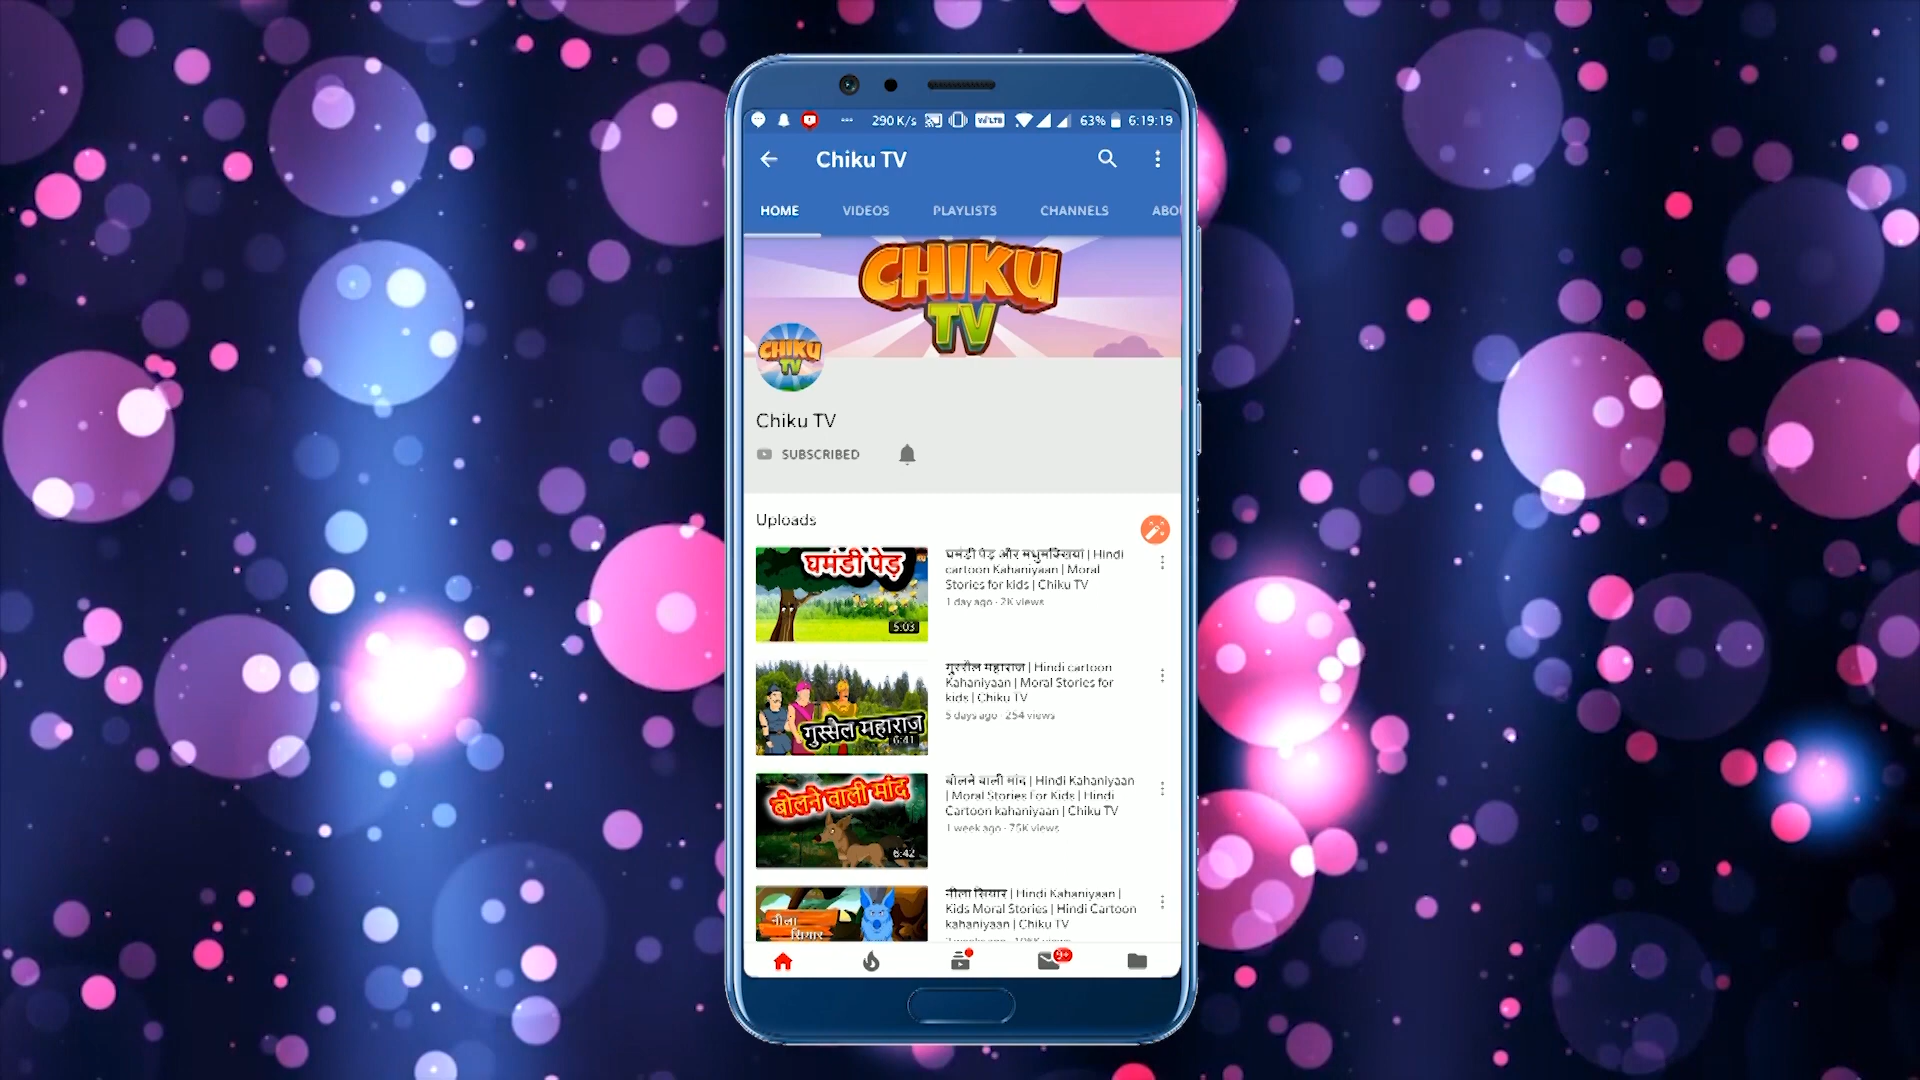 290 K/s VoLTE 63% 6:19:19
Chiku TV
HOME VIDEOS PLAYLISTS CHANNELS ABO
CHIKU
TV
CHIKU
TV
Chiku TV
SUBSCRIBED
Uploads
घमंडी पेड़
5:03
घमंडी पेड़ और मधुमक्खियां | Hindi
cartoon Kahaniyaan | Moral
Stories for kids | Chiku TV
1 day ago · 2K views
गुस्सैल महाराज
6:41
गुस्सैल महाराज | Hindi cartoon
Kahaniyaan | Moral Stories for
kids | Chiku TV
5 days ago · 254 views
बोलने वाली मांद
6:42
बोलने वाली मांद | Hindi Kahaniyaan
| Moral Stories for Kids | Hindi
Cartoon kahaniyaan | Chiku TV
1 week ago · 75K views
नीला
सियार
नीला सियार | Hindi Kahaniyaan |
Kids Moral Stories | Hindi Cartoon
kahaniyaan | Chiku TV
9+